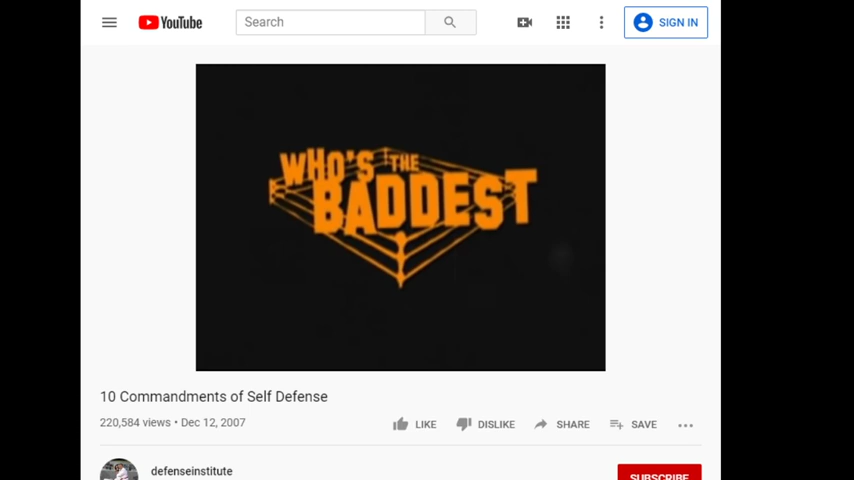 YouTube
Search
SIGN IN
WHO'S THE
BADDEST
10 Commandments of Self Defense
220,584 views • Dec 12, 2007
LIKE
DISLIKE
SHARE
SAVE
defenseinstitute
SUBSCRIBE